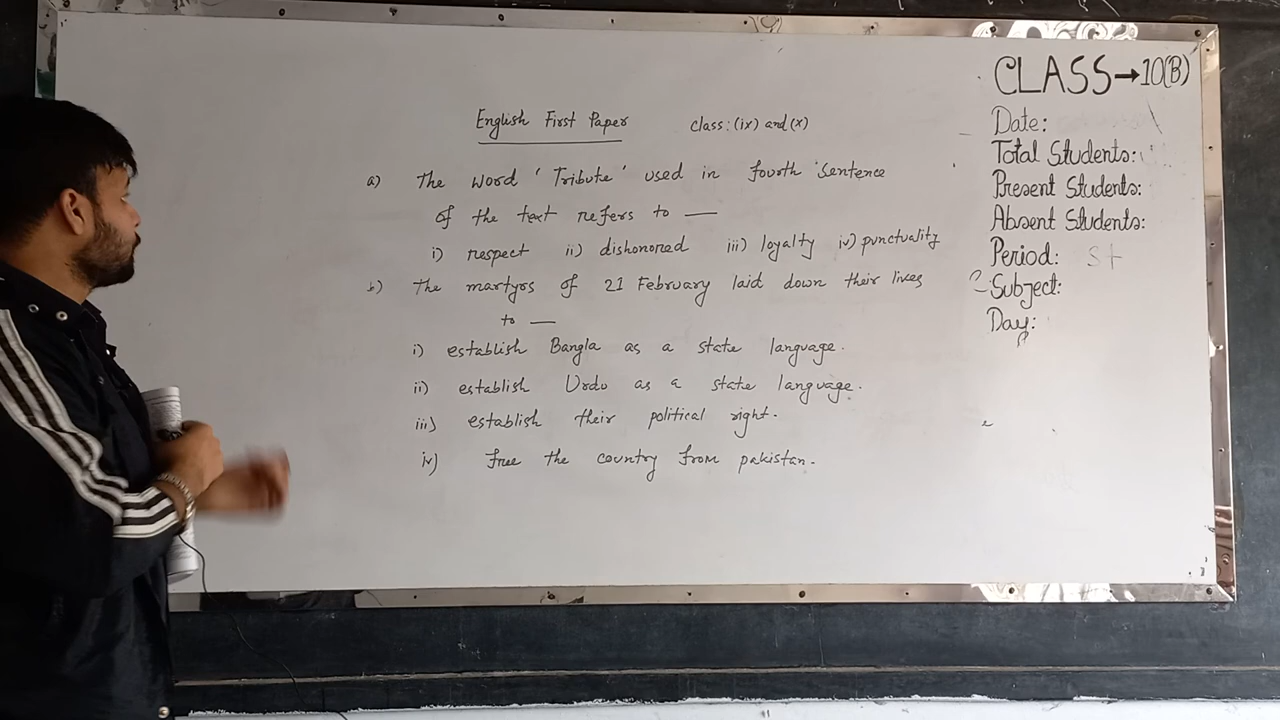 English First Paper class: (ix) and (x)
a) The word 'Tribute' used in fourth sentence
of the text refers to —
i) respect ii) dishonored iii) loyalty iv) punctuality
b) The martyrs of 21 February laid down their lives
to —
i) establish Bangla as a state language.
ii) establish Urdo as a state language.
iii) establish their political right.
iv) free the country from pakistan.
CLASS→10(B)
Date:
Total Students:
Present Students:
Absent Students:
Period: st
Subject:
Day: